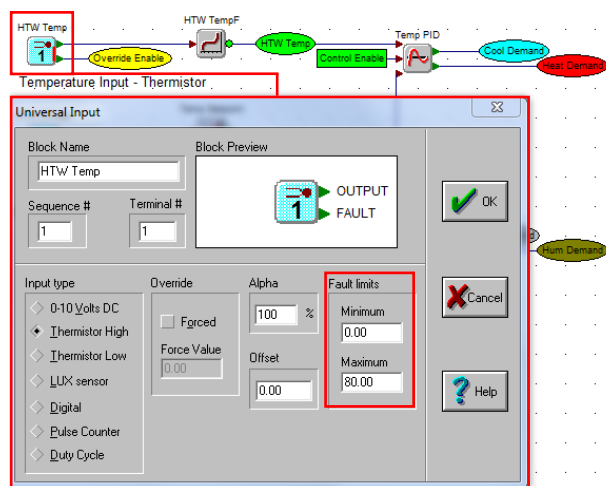 HTW Temp
HTW TempF
Temp PID
1
Override Enable
HTW Temp
Control Enable
Cool Demand
Heat Demand
Temperature Input - Thermistor
Universal Input
Block Name
Block Preview
HTW Temp
1
OUTPUT
FAULT
OK
Sequence #
Terminal #
1
1
Hum Demand
Input type
Override
Alpha
Fault limits
0-10 Volts DC
Thermistor High
Thermistor Low
LUX sensor
Digital
Pulse Counter
Duty Cycle
Forced
Force Value
0.00
100 %
Offset
0.00
Minimum
0.00
Maximum
80.00
Cancel
Help